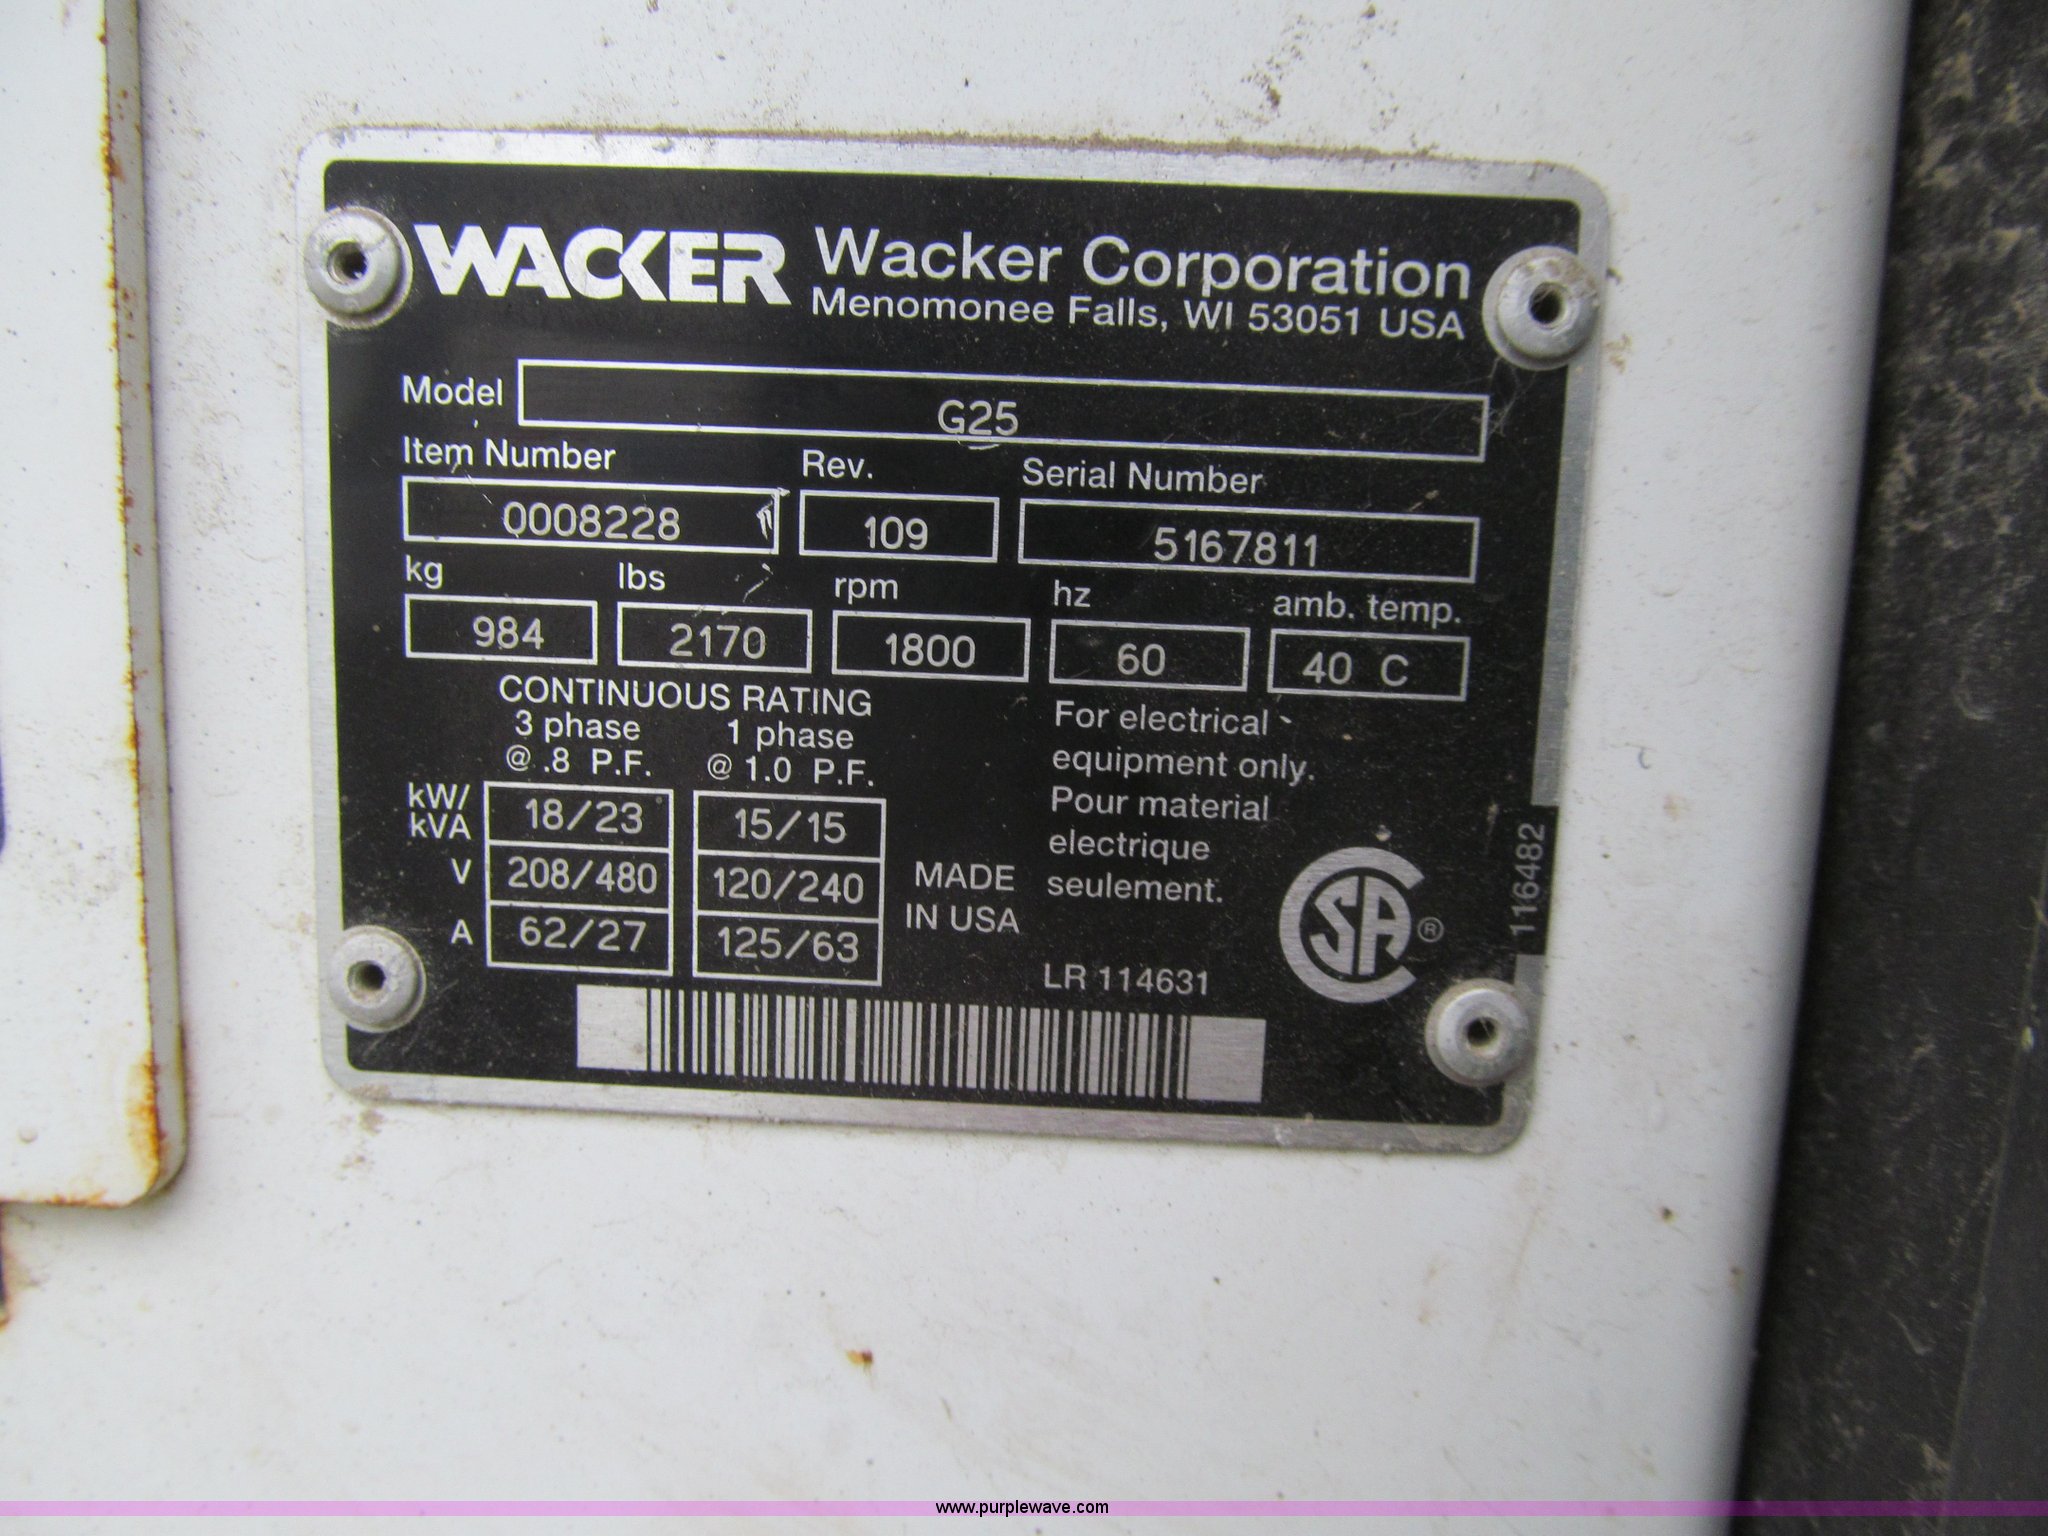 WACKER Wacker Corporation
Menomonee Falls, WI 53051 USA
Model G25
Item Number Rev. Serial Number
0008228 109 5167811
kg lbs rpm hz amb. temp.
984 2170 1800 60 40 C
CONTINUOUS RATING
3 phase 1 phase
@ .8 P.F. @ 1.0 P.F.
kW/
kVA 18/23 15/15
V 208/480 120/240
A 62/27 125/63
MADE
IN USA
For electrical
equipment only.
Pour material
electrique
seulement.
LR 114631
CSA ®
116482
www.purplewave.com